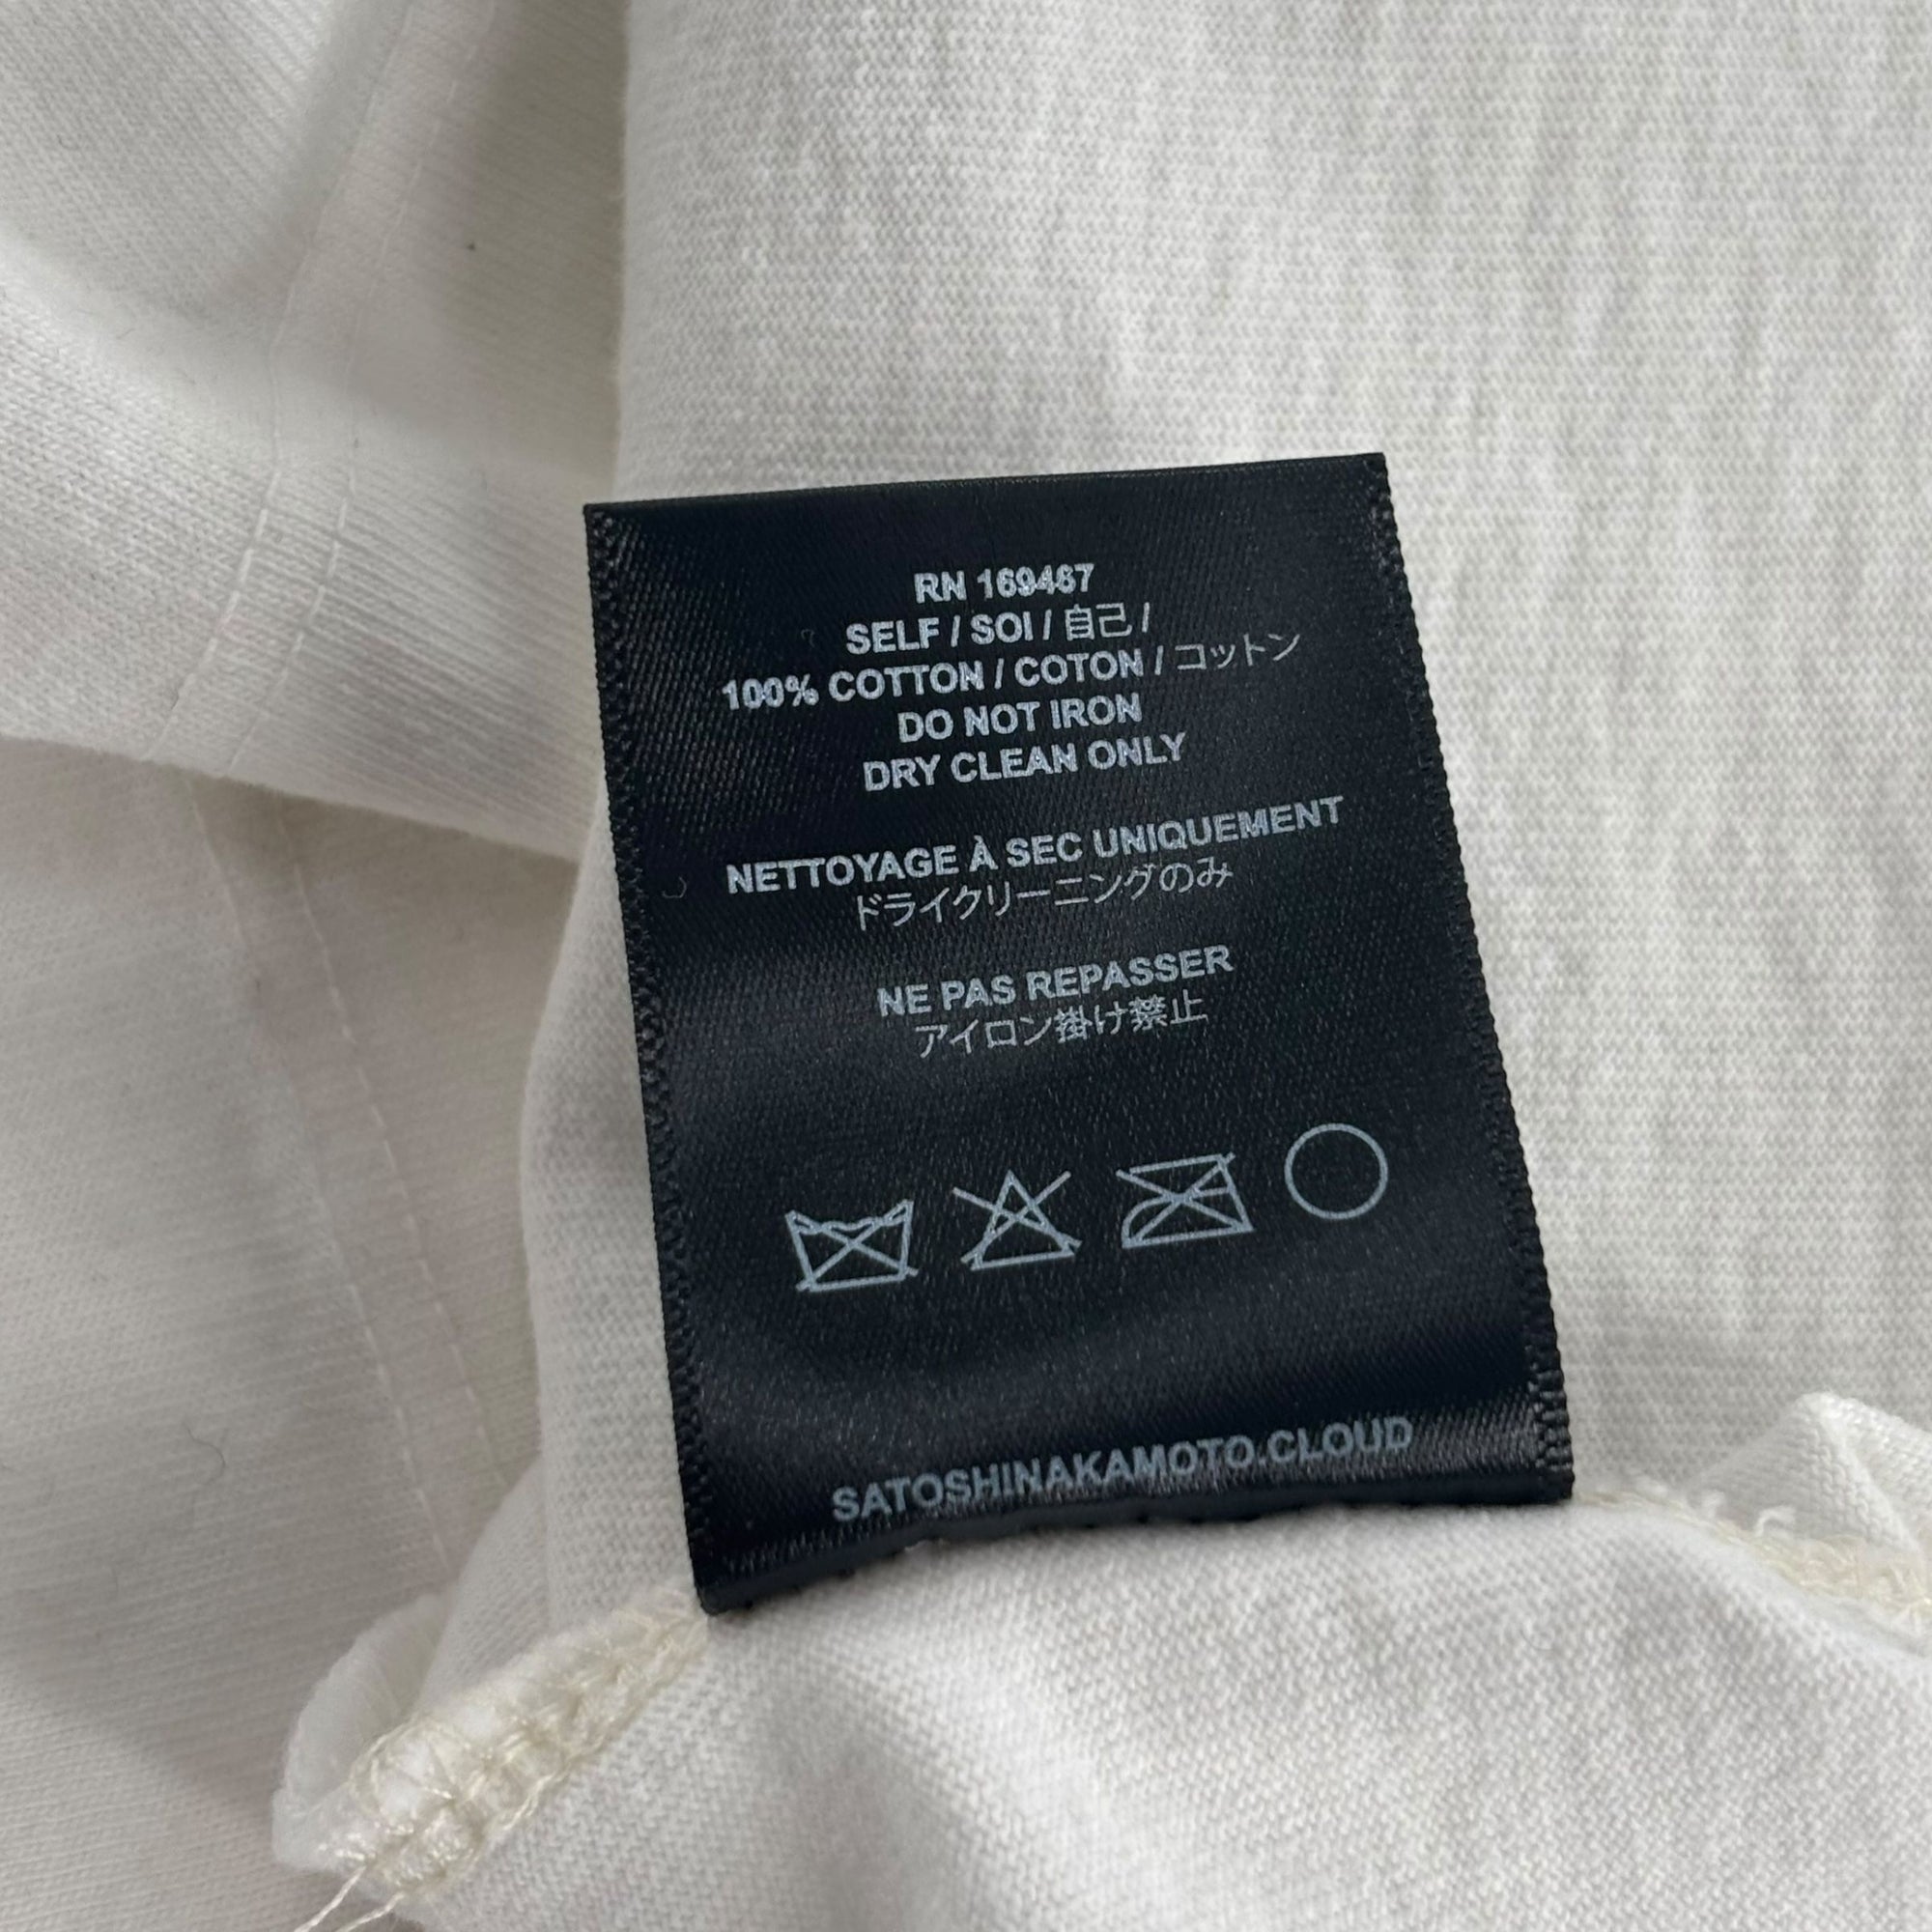 RN 169467
SELF / SOI / 自己 /
100% COTTON / COTON / コットン
DO NOT IRON
DRY CLEAN ONLY
NETTOYAGE À SEC UNIQUEMENT
ドライクリーニングのみ
NE PAS REPASSER
アイロン掛け禁止
SATOSHINAKAMOTO.CLOUD